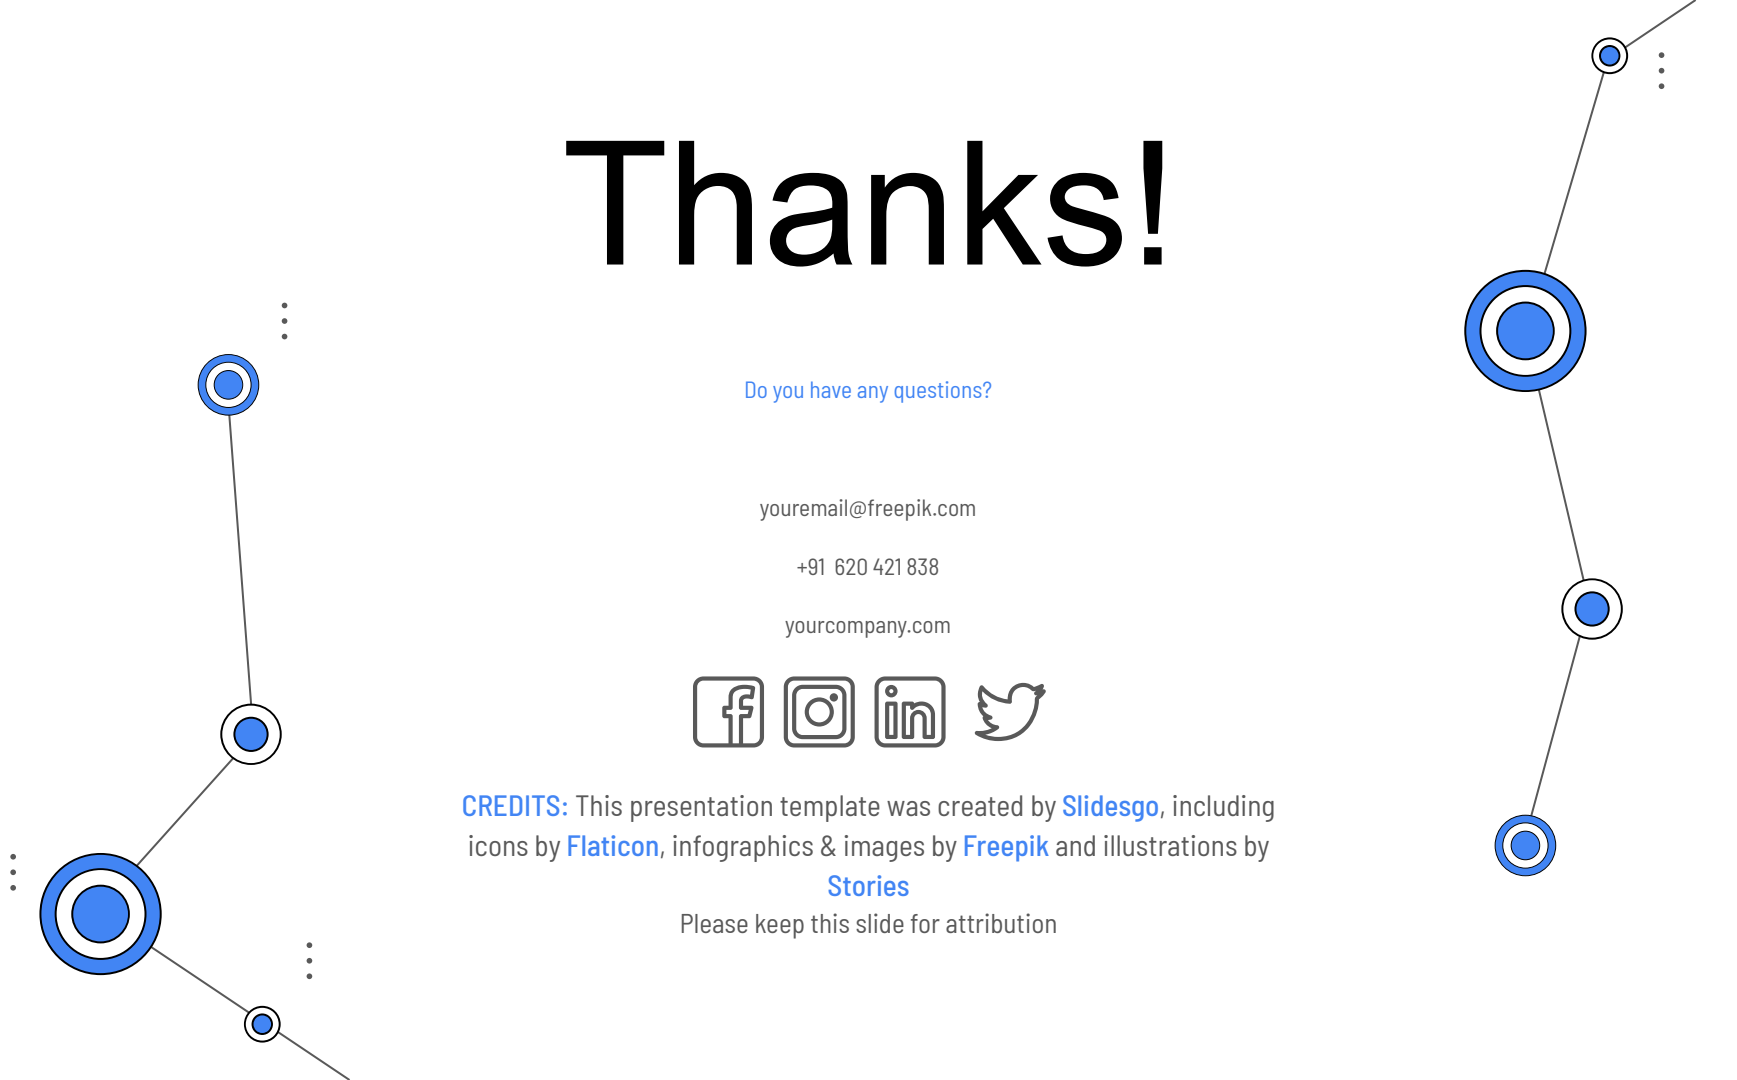 Thanks!
Do you have any questions?
youremail@freepik.com
+91  620 421 838
yourcompany.com
CREDITS: This presentation template was created by Slidesgo, including
icons by Flaticon, infographics & images by Freepik and illustrations by
Stories
Please keep this slide for attribution